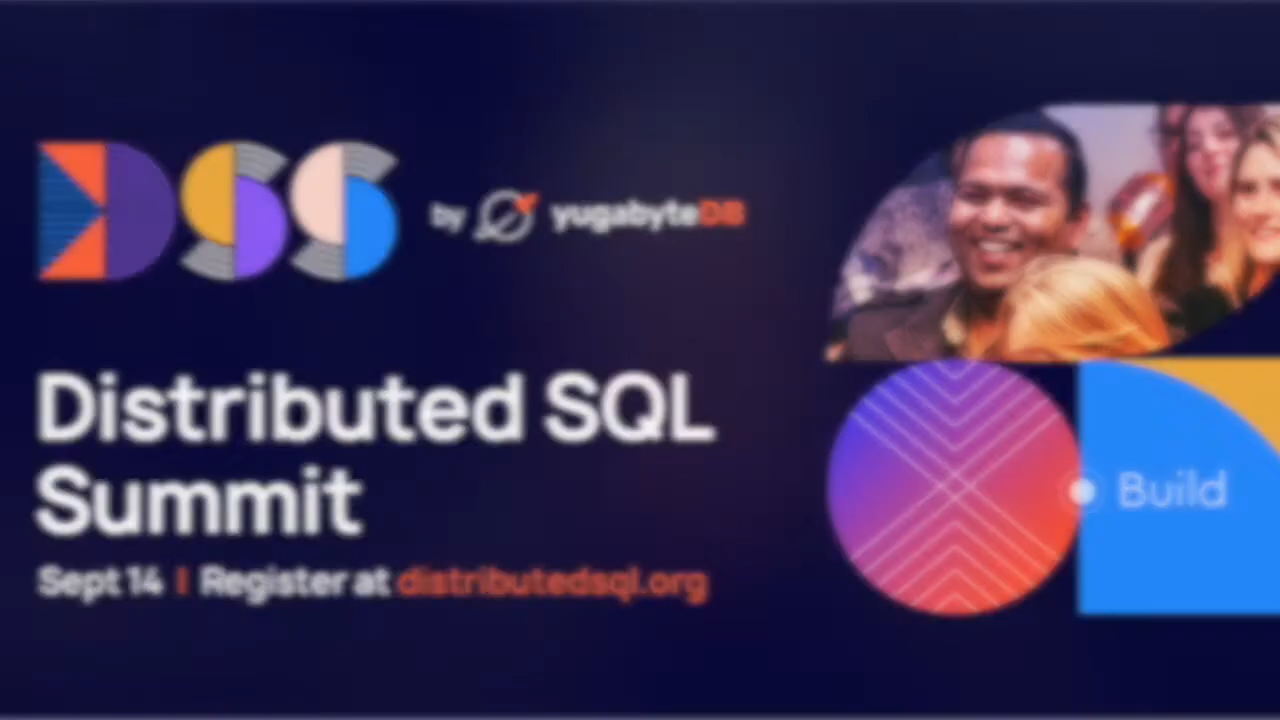 DSS by yugabyteDB
Distributed SQL
Summit
Sept 14 | Register at distributedsql.org
Build